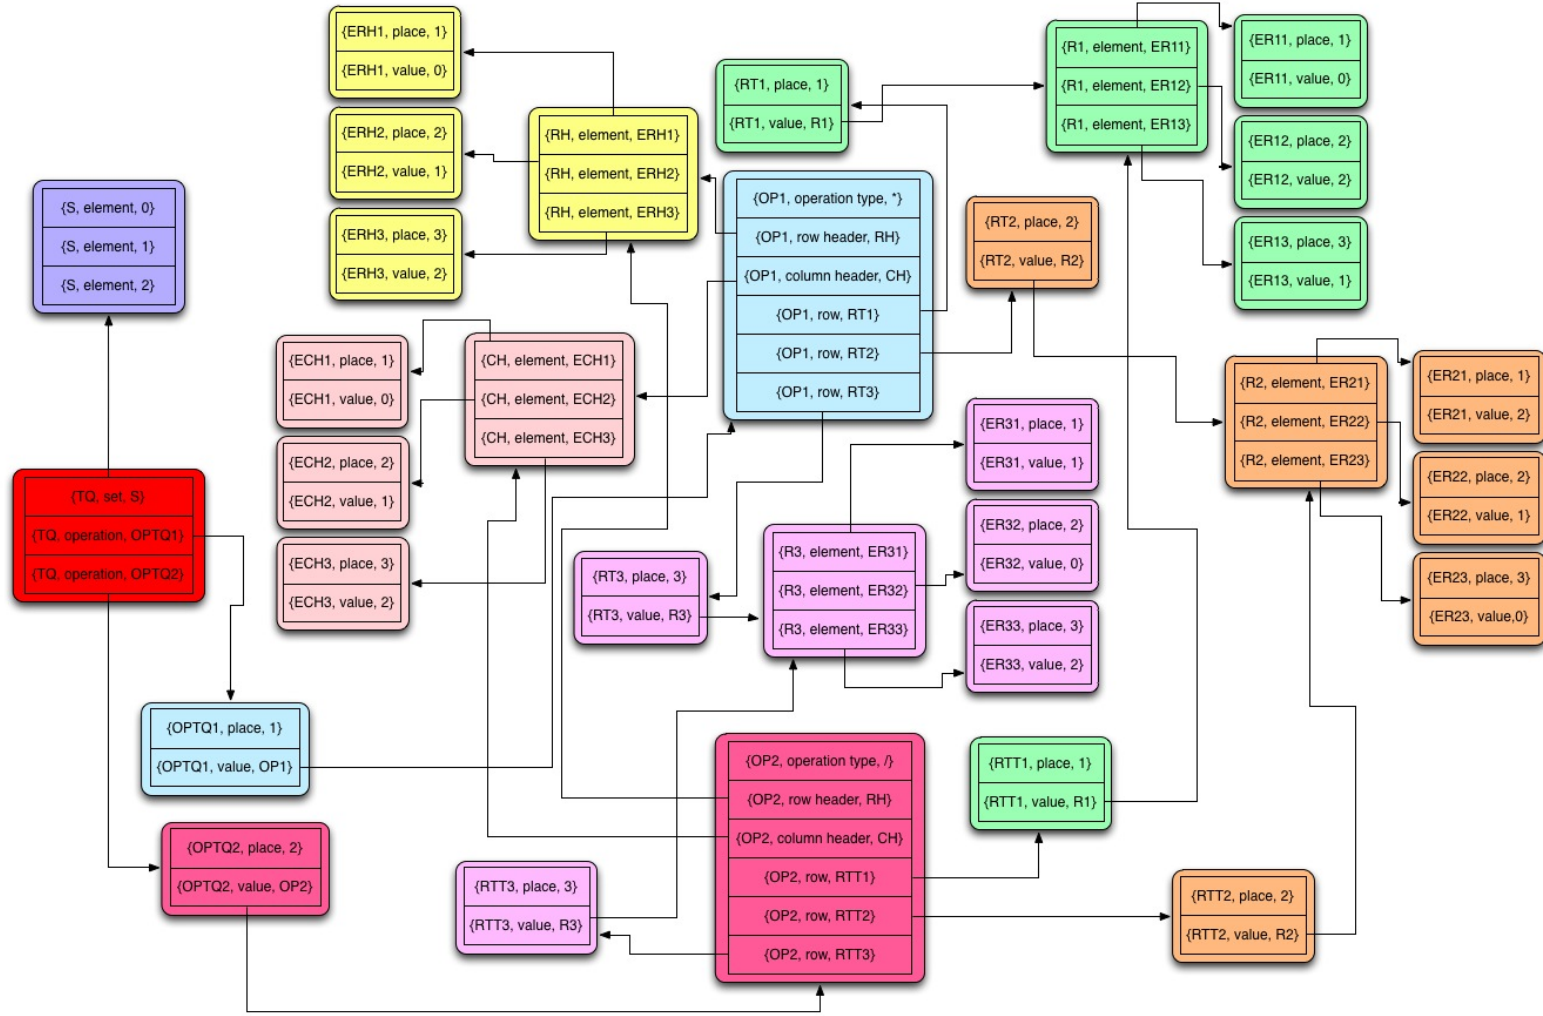 {ERH1, place, 1}
{ERH1, value, 0}
{ERH2, place, 2}
{ERH2, value, 1}
{ERH3, place, 3}
{ERH3, value, 2}
{RH, element, ERH1}
{RH, element, ERH2}
{RH, element, ERH3}
{RT1, place, 1}
{RT1, value, R1}
{R1, element, ER11}
{R1, element, ER12}
{R1, element, ER13}
{ER11, place, 1}
{ER11, value, 0}
{ER12, place, 2}
{ER12, value, 2}
{ER13, place, 3}
{ER13, value, 1}
{S, element, 0}
{S, element, 1}
{S, element, 2}
{OP1, operation type, *}
{OP1, row header, RH}
{OP1, column header, CH}
{OP1, row, RT1}
{OP1, row, RT2}
{OP1, row, RT3}
{RT2, place, 2}
{RT2, value, R2}
{ECH1, place, 1}
{ECH1, value, 0}
{ECH2, place, 2}
{ECH2, value, 1}
{ECH3, place, 3}
{ECH3, value, 2}
{CH, element, ECH1}
{CH, element, ECH2}
{CH, element, ECH3}
{R2, element, ER21}
{R2, element, ER22}
{R2, element, ER23}
{ER21, place, 1}
{ER21, value, 2}
{ER22, place, 2}
{ER22, value, 1}
{ER23, place, 3}
{ER23, value,0}
{TQ, set, S}
{TQ, operation, OPTQ1}
{TQ, operation, OPTQ2}
{ER31, place, 1}
{ER31, value, 1}
{ER32, place, 2}
{ER32, value, 0}
{ER33, place, 3}
{ER33, value, 2}
{RT3, place, 3}
{RT3, value, R3}
{R3, element, ER31}
{R3, element, ER32}
{R3, element, ER33}
{OPTQ1, place, 1}
{OPTQ1, value, OP1}
{OPTQ2, place, 2}
{OPTQ2, value, OP2}
{OP2, operation type, /}
{OP2, row header, RH}
{OP2, column header, CH}
{OP2, row, RTT1}
{OP2, row, RTT2}
{OP2, row, RTT3}
{RTT1, place, 1}
{RTT1, value, R1}
{RTT3, place, 3}
{RTT3, value, R3}
{RTT2, place, 2}
{RTT2, value, R2}